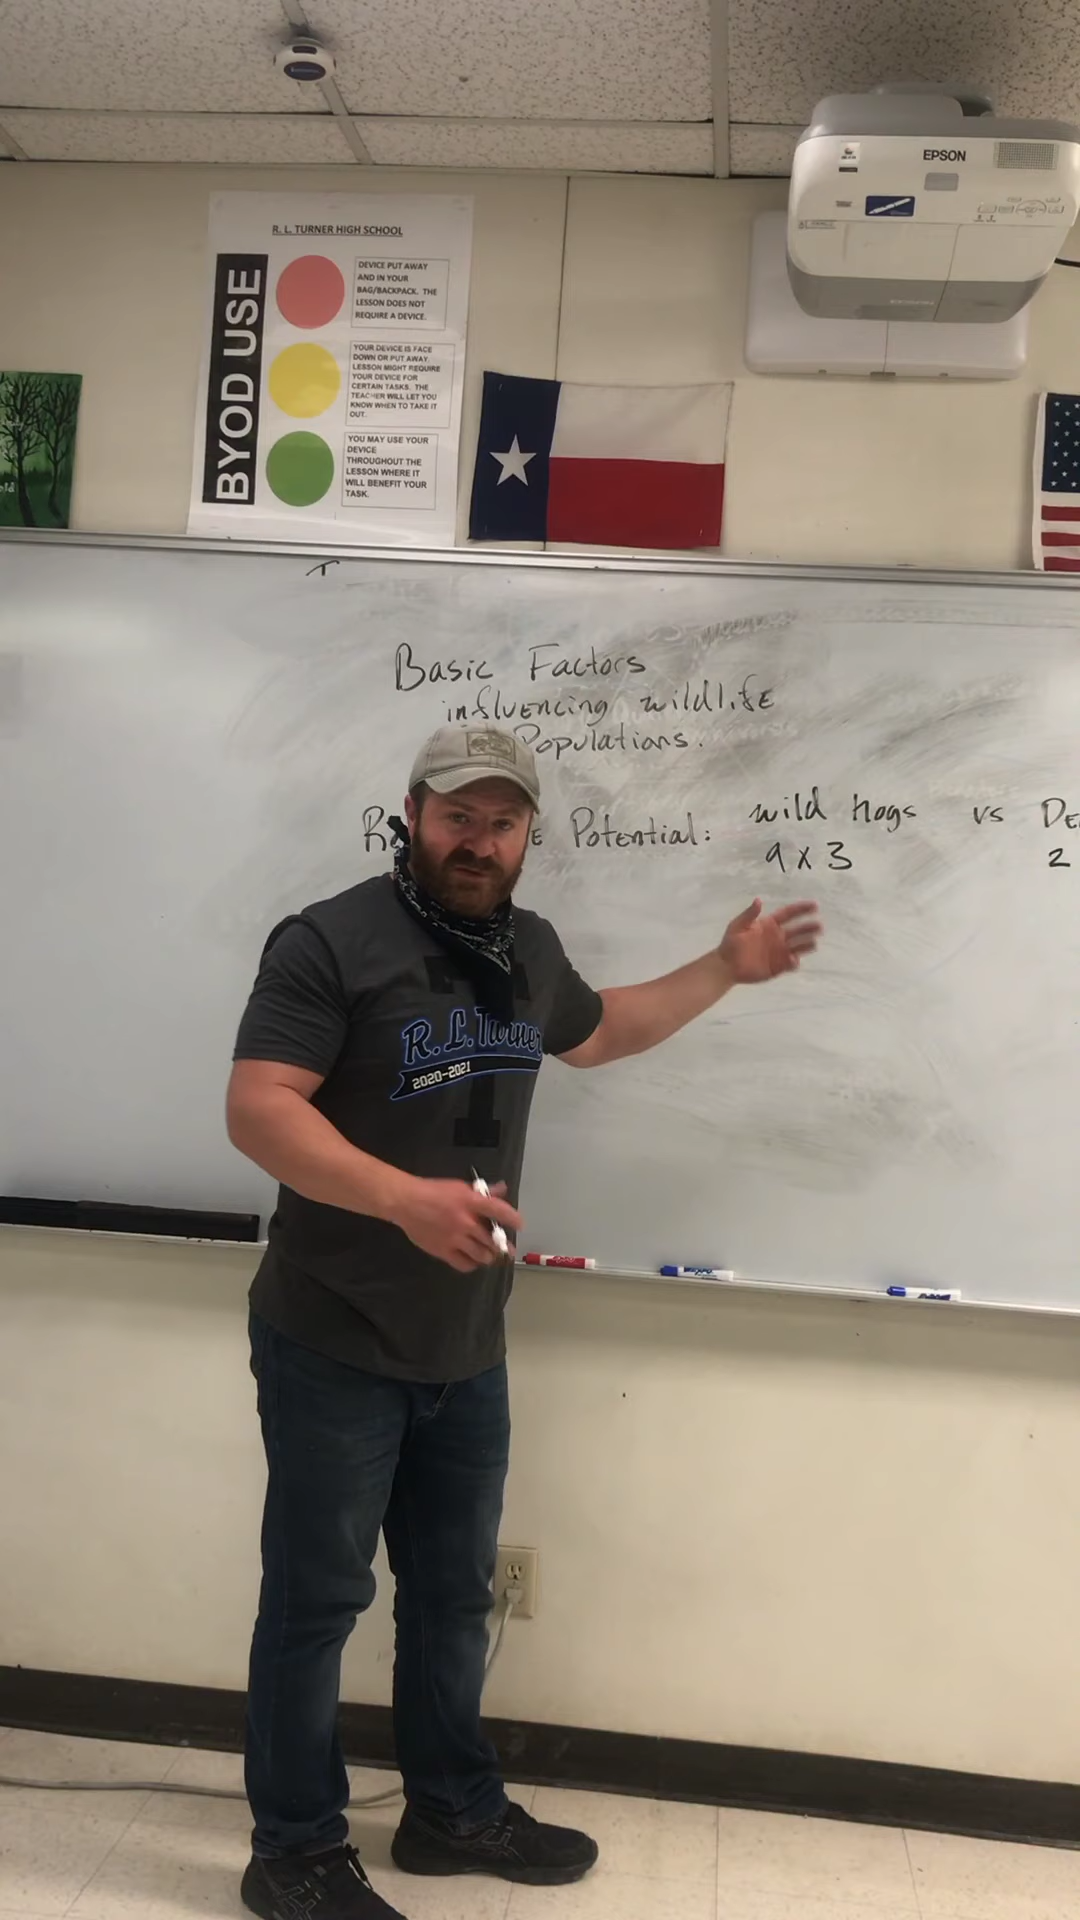 EPSON
R. L. TURNER HIGH SCHOOL
BYOD USE
DEVICE PUT AWAY
AND IN YOUR
BAG/BACKPACK. THE
LESSON DOES NOT
REQUIRE A DEVICE.
YOUR DEVICE IS FACE
DOWN OR PUT AWAY.
LESSON MIGHT REQUIRE
YOUR DEVICE FOR
CERTAIN TASKS. THE
TEACHER WILL LET YOU
KNOW WHEN TO TAKE IT
OUT.
YOU MAY USE YOUR
DEVICE
THROUGHOUT THE
LESSON WHERE IT
WILL BENEFIT YOUR
TASK.
Basic Factors
influencing wildlife
Populations.
Potential: wild Hogs vs
9 x 3 2
R.L.Turner
2020-2021